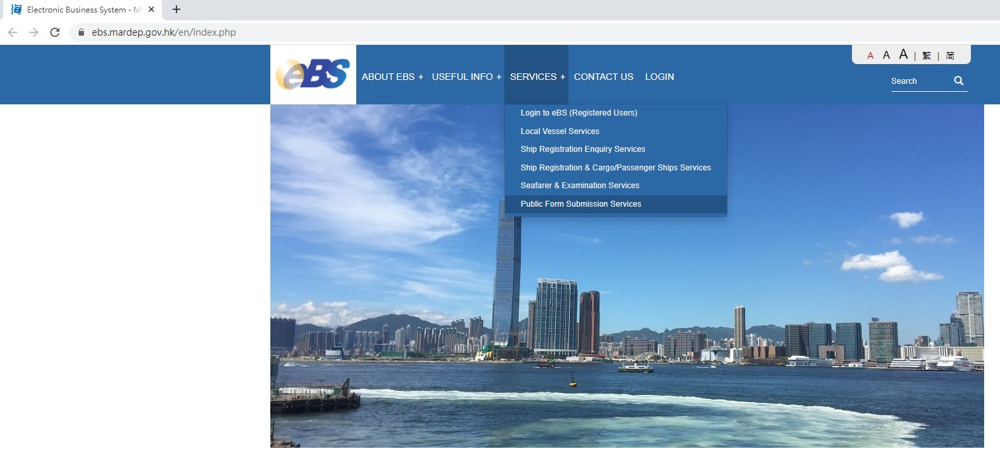 Electronic Business System - M
ebs.mardep.gov.hk/en/index.php
A A A | 繁 | 简
eBS
ABOUT EBS + USEFUL INFO + SERVICES + CONTACT US LOGIN
Search
Login to eBS (Registered Users)
Local Vessel Services
Ship Registration Enquiry Services
Ship Registration & Cargo/Passenger Ships Services
Seafarer & Examination Services
Public Form Submission Services